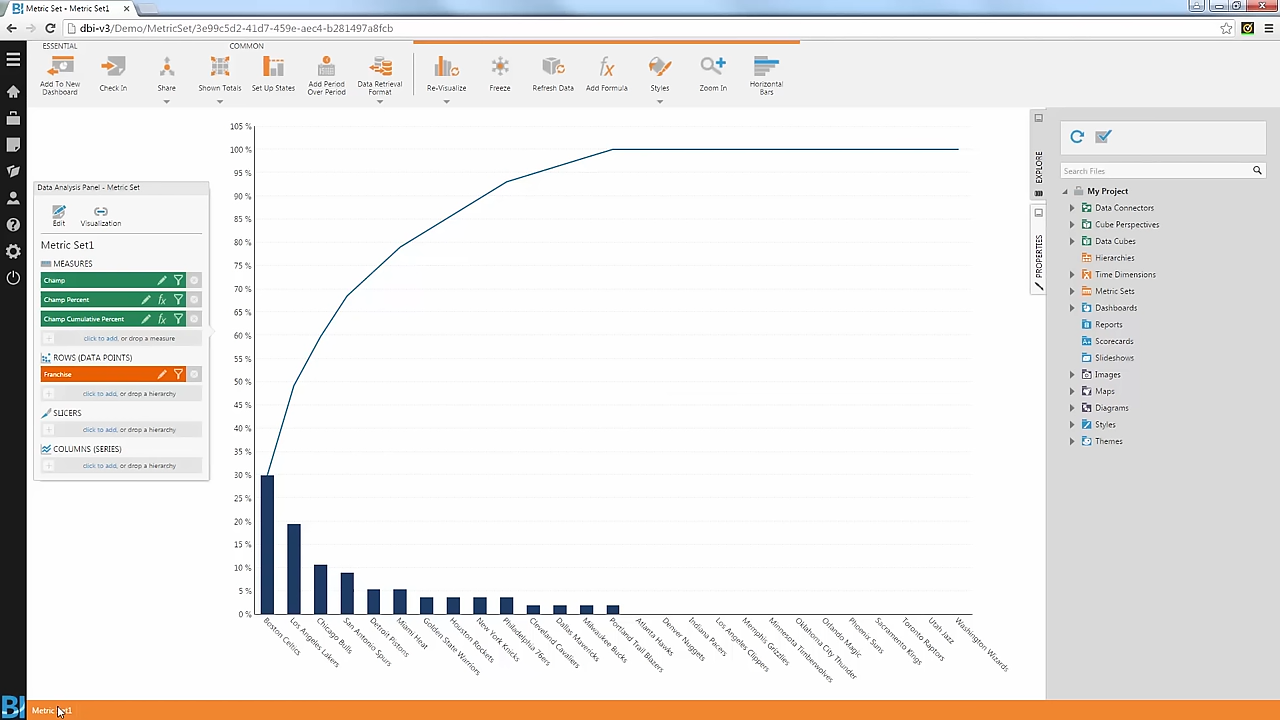 Metric Set • Metric Set1
dbi-v3/Demo/MetricSet/3e99c5d2-41d7-459e-aec4-b281497a8fcb
ESSENTIAL
COMMON
Add To New Dashboard
Check In
Share
Shown Totals
Set Up States
Add Period Over Period
Data Retrieval Format
Re-Visualize
Freeze
Refresh Data
Add Formula
Styles
Zoom In
Horizontal Bars
Data Analysis Panel - Metric Set
Edit
Visualization
Metric Set1
MEASURES
Champ
Champ Percent
Champ Cumulative Percent
click to add, or drop a measure
ROWS (DATA POINTS)
Franchise
click to add, or drop a hierarchy
SLICERS
click to add, or drop a hierarchy
COLUMNS (SERIES)
click to add, or drop a hierarchy
105 %
100 %
95 %
90 %
85 %
80 %
75 %
70 %
65 %
60 %
55 %
50 %
45 %
40 %
35 %
30 %
25 %
20 %
15 %
10 %
5 %
0 %
Boston Celtics
Los Angeles Lakers
Chicago Bulls
San Antonio Spurs
Detroit Pistons
Miami Heat
Golden State Warriors
Houston Rockets
New York Knicks
Philadelphia 76ers
Cleveland Cavaliers
Dallas Mavericks
Milwaukee Bucks
Portland Trail Blazers
Atlanta Hawks
Denver Nuggets
Indiana Pacers
Los Angeles Clippers
Memphis Grizzlies
Minnesota Timberwolves
Oklahoma City Thunder
Orlando Magic
Phoenix Suns
Sacramento Kings
Toronto Raptors
Utah Jazz
Washington Wizards
EXPLORE
PROPERTIES
Search Files
My Project
Data Connectors
Cube Perspectives
Data Cubes
Hierarchies
Time Dimensions
Metric Sets
Dashboards
Reports
Scorecards
Slideshows
Images
Maps
Diagrams
Styles
Themes
BI
Metric Set1